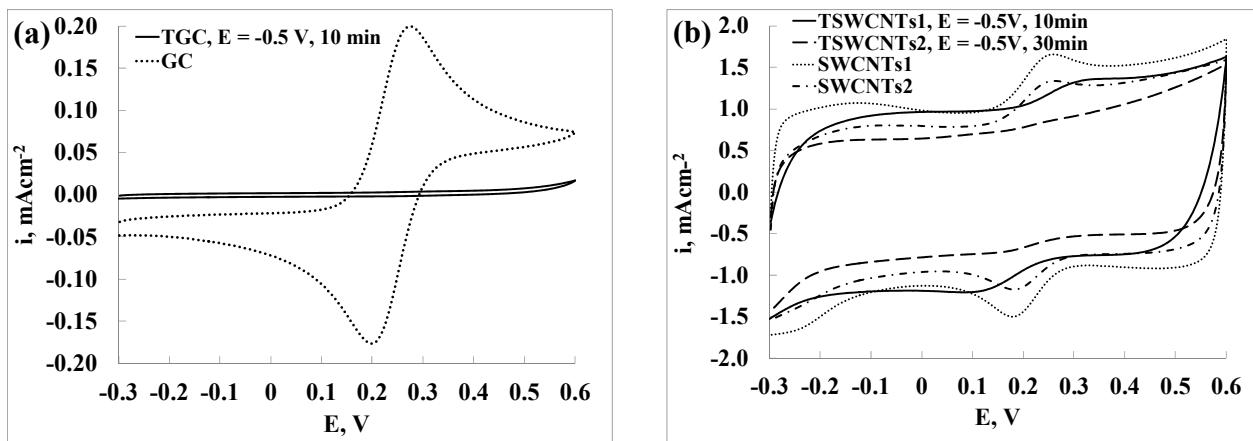 (a)
TGC, E = -0.5 V, 10 min
GC
0.20
0.15
0.10
0.05
0.00
-0.05
-0.10
-0.15
-0.20
i, mAcm-2
-0.3 -0.2 -0.1 0 0.1 0.2 0.3 0.4 0.5 0.6
E, V
(b)
TSWCNTs1, E = -0.5V, 10min
TSWCNTs2, E = -0.5V, 30min
SWCNTs1
SWCNTs2
2.0
1.5
1.0
0.5
0.0
-0.5
-1.0
-1.5
-2.0
i, mAcm-2
-0.3 -0.2 -0.1 0 0.1 0.2 0.3 0.4 0.5 0.6
E, V